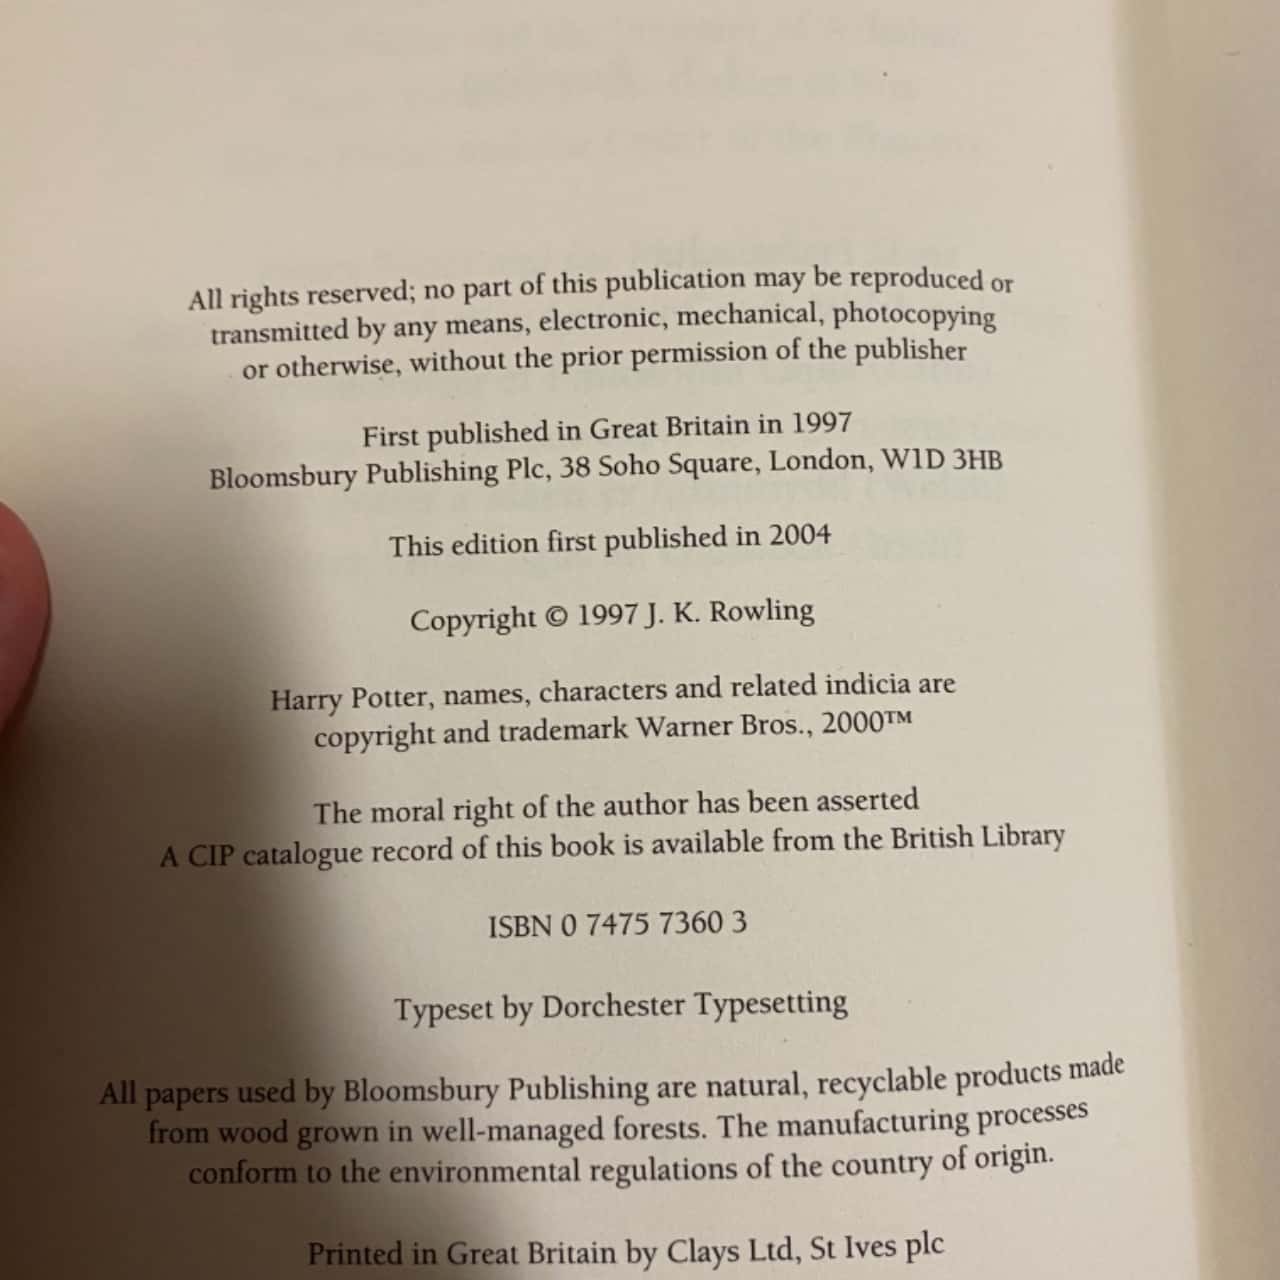 All rights reserved; no part of this publication may be reproduced or
transmitted by any means, electronic, mechanical, photocopying
or otherwise, without the prior permission of the publisher
First published in Great Britain in 1997
Bloomsbury Publishing Plc, 38 Soho Square, London, W1D 3HB
This edition first published in 2004
Copyright © 1997 J. K. Rowling
Harry Potter, names, characters and related indicia are
copyright and trademark Warner Bros., 2000™
The moral right of the author has been asserted
A CIP catalogue record of this book is available from the British Library
ISBN 0 7475 7360 3
Typeset by Dorchester Typesetting
All papers used by Bloomsbury Publishing are natural, recyclable products made
from wood grown in well-managed forests. The manufacturing processes
conform to the environmental regulations of the country of origin.
Printed in Great Britain by Clays Ltd, St Ives plc